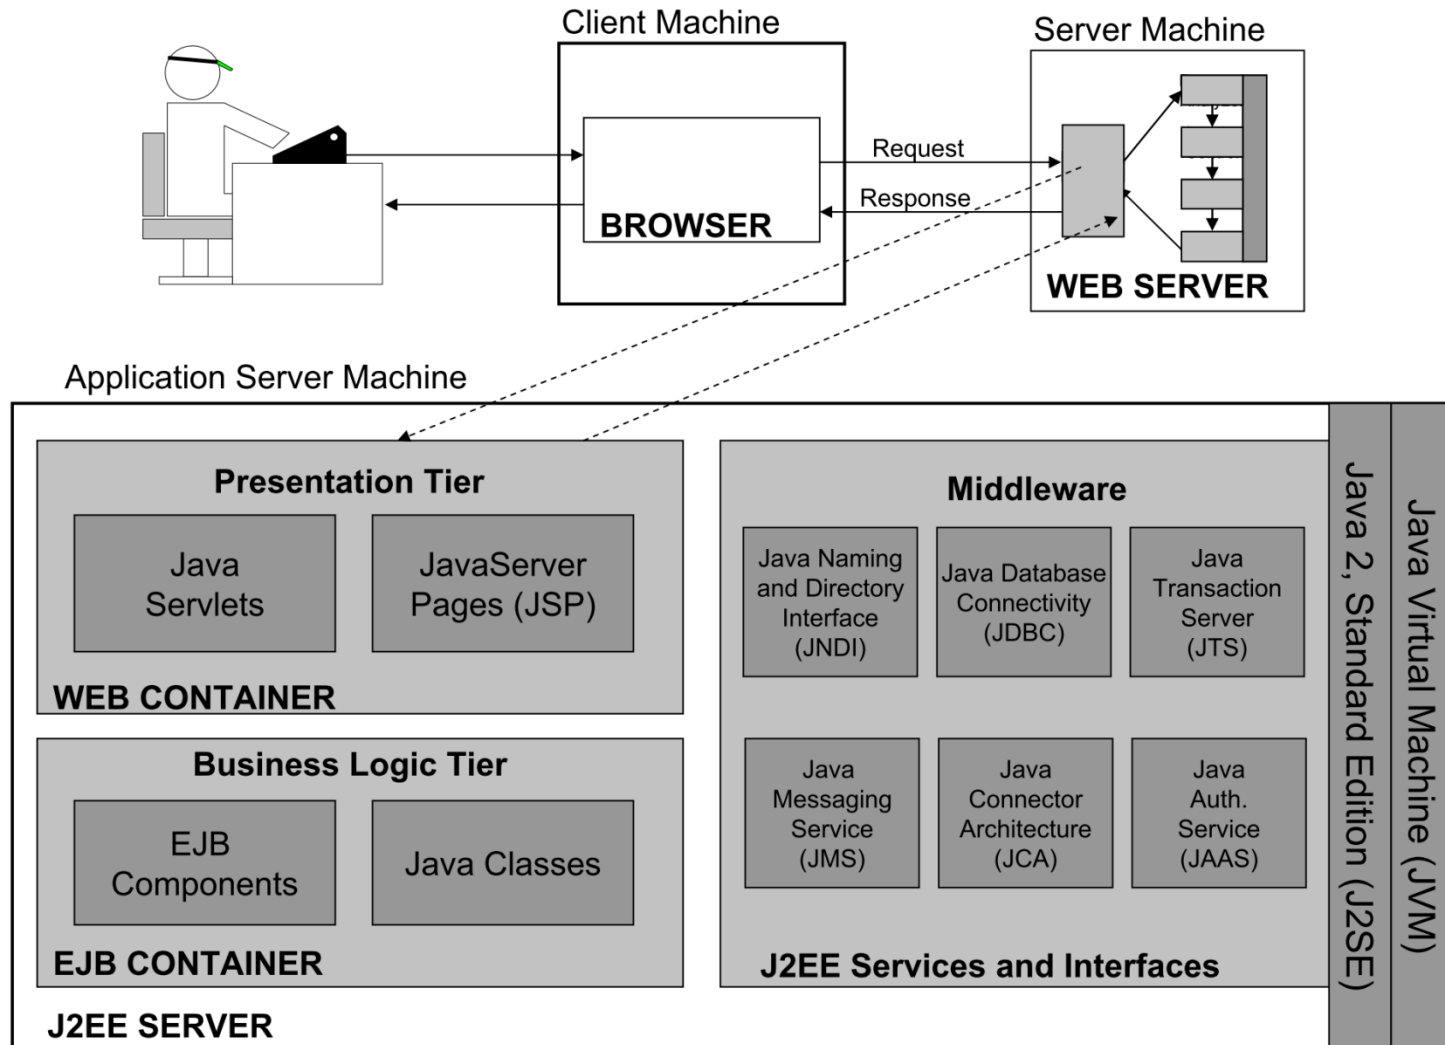 Client Machine
Server Machine
Request
Response
BROWSER
WEB SERVER
Application Server Machine
Presentation Tier
Java
Servlets
JavaServer
Pages (JSP)
WEB CONTAINER
Business Logic Tier
EJB
Components
Java Classes
EJB CONTAINER
J2EE SERVER
Middleware
Java Naming
and Directory
Interface
(JNDI)
Java Database
Connectivity
(JDBC)
Java
Transaction
Server
(JTS)
Java
Messaging
Service
(JMS)
Java
Connector
Architecture
(JCA)
Java
Auth.
Service
(JAAS)
J2EE Services and Interfaces
Java 2, Standard Edition (J2SE)
Java Virtual Machine (JVM)